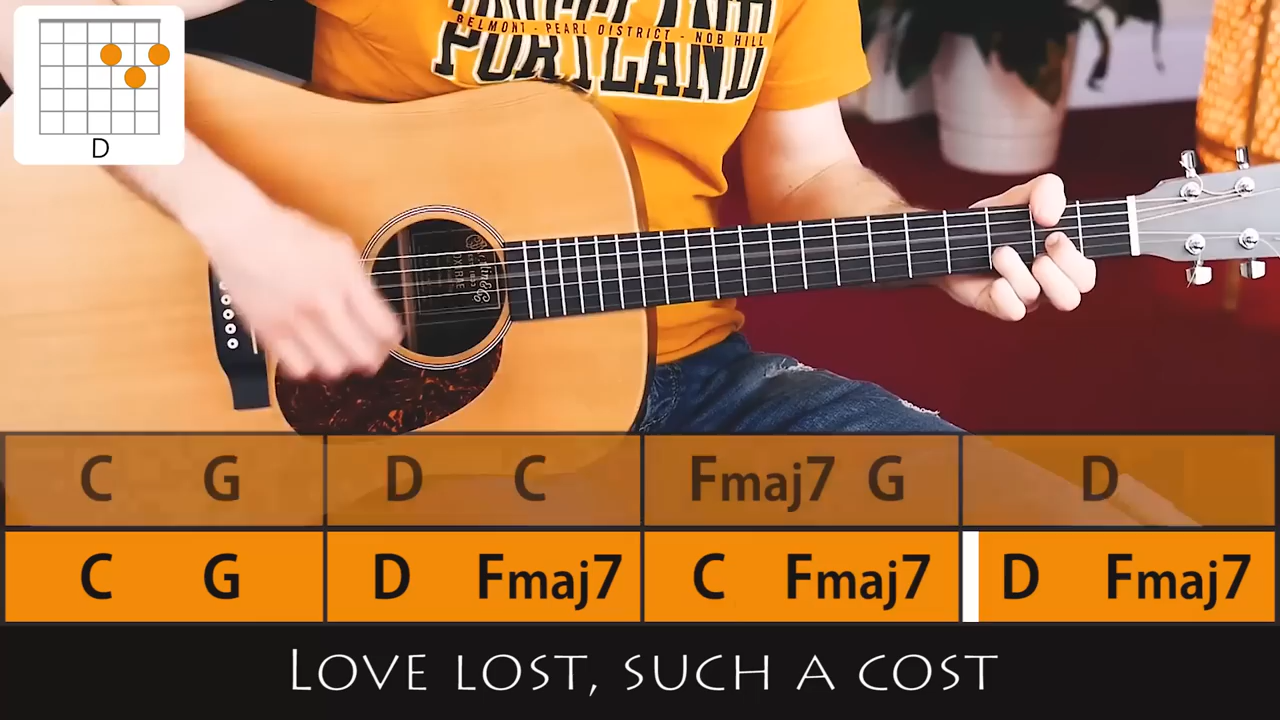 BELMONT - PEARL DISTRICT - NOB HILL
PORTLAND
D
C G D C Fmaj7 G D
C G D Fmaj7 C Fmaj7 D Fmaj7
LOVE LOST, SUCH A COST